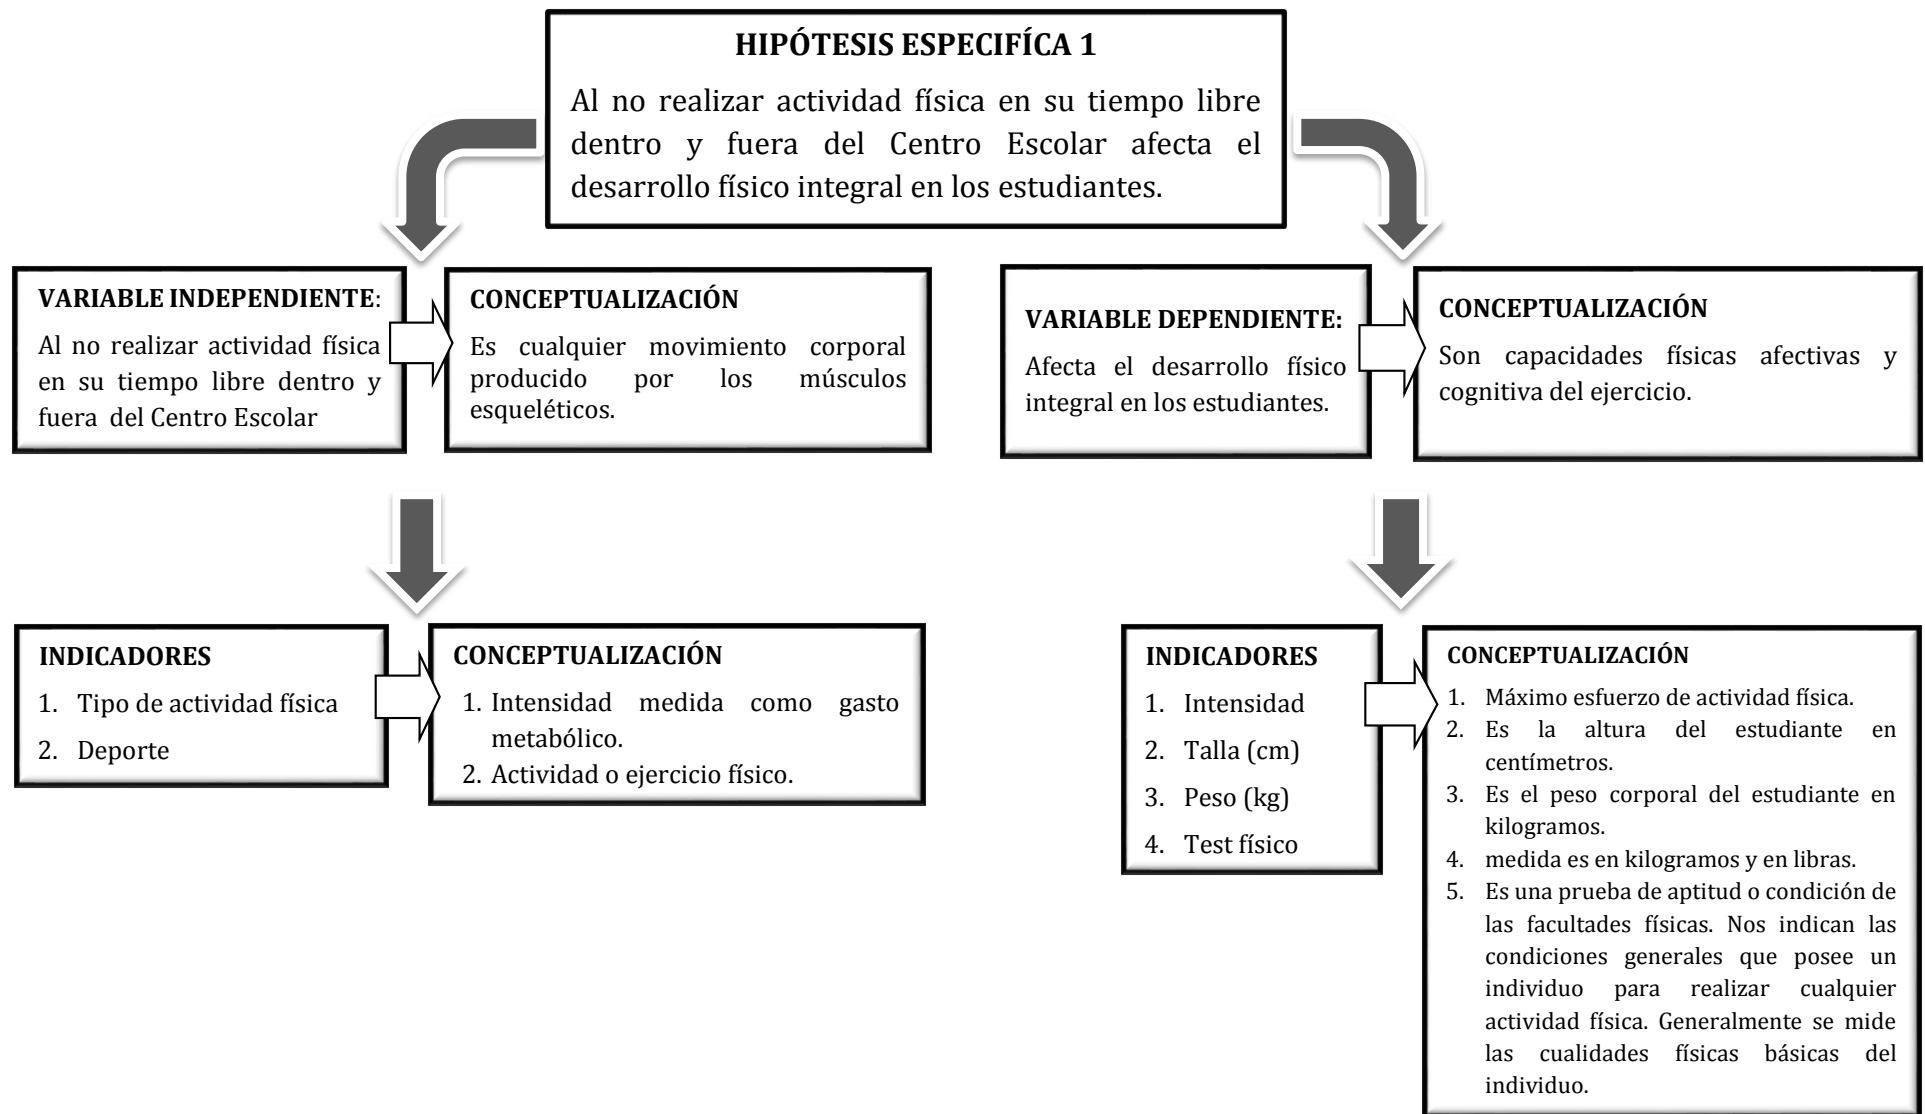 HIPÓTESIS ESPECIFÍCA 1
Al no realizar actividad física en su tiempo libre
dentro y fuera del Centro Escolar afecta el
desarrollo físico integral en los estudiantes.
VARIABLE INDEPENDIENTE:
Al no realizar actividad física
en su tiempo libre dentro y
fuera del Centro Escolar
CONCEPTUALIZACIÓN
Es cualquier movimiento corporal
producido por los músculos
esqueléticos.
VARIABLE DEPENDIENTE:
Afecta el desarrollo físico
integral en los estudiantes.
CONCEPTUALIZACIÓN
Son capacidades físicas afectivas y
cognitiva del ejercicio.
INDICADORES
1. Tipo de actividad física
2. Deporte
CONCEPTUALIZACIÓN
1. Intensidad medida como gasto
metabólico.
2. Actividad o ejercicio físico.
INDICADORES
1. Intensidad
2. Talla (cm)
3. Peso (kg)
4. Test físico
CONCEPTUALIZACIÓN
1. Máximo esfuerzo de actividad física.
2. Es la altura del estudiante en
centímetros.
3. Es el peso corporal del estudiante en
kilogramos.
4. medida es en kilogramos y en libras.
5. Es una prueba de aptitud o condición de
las facultades físicas. Nos indican las
condiciones generales que posee un
individuo para realizar cualquier
actividad física. Generalmente se mide
las cualidades físicas básicas del
individuo.